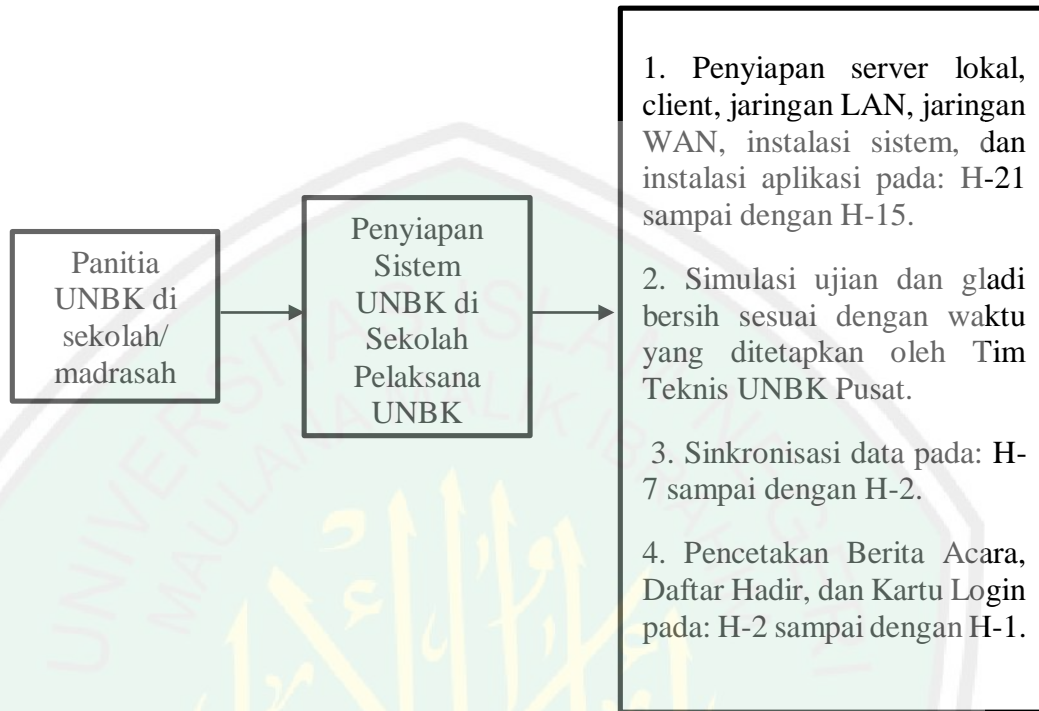 Panitia
UNBK di
sekolah/
madrasah
Penyiapan
Sistem
UNBK di
Sekolah
Pelaksana
UNBK
1. Penyiapan server lokal,
client, jaringan LAN, jaringan
WAN, instalasi sistem, dan
instalasi aplikasi pada: H-21
sampai dengan H-15.
2. Simulasi ujian dan gladi
bersih sesuai dengan waktu
yang ditetapkan oleh Tim
Teknis UNBK Pusat.
3. Sinkronisasi data pada: H-
7 sampai dengan H-2.
4. Pencetakan Berita Acara,
Daftar Hadir, dan Kartu Login
pada: H-2 sampai dengan H-1.